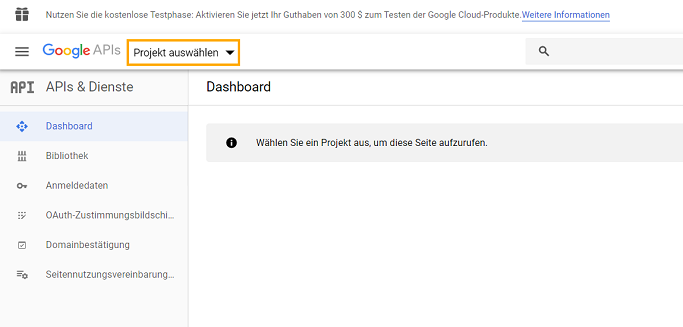 Nutzen Sie die kostenlose Testphase: Aktivieren Sie jetzt Ihr Guthaben von 300 $ zum Testen der Google Cloud-Produkte.Weitere Informationen
Google APIs Projekt auswählen
API APIs & Dienste Dashboard
Dashboard
Wählen Sie ein Projekt aus, um diese Seite aufzurufen.
Bibliothek
Anmeldedaten
OAuth-Zustimmungsbildschi...
Domainbestätigung
Seitennutzungsvereinbarung...